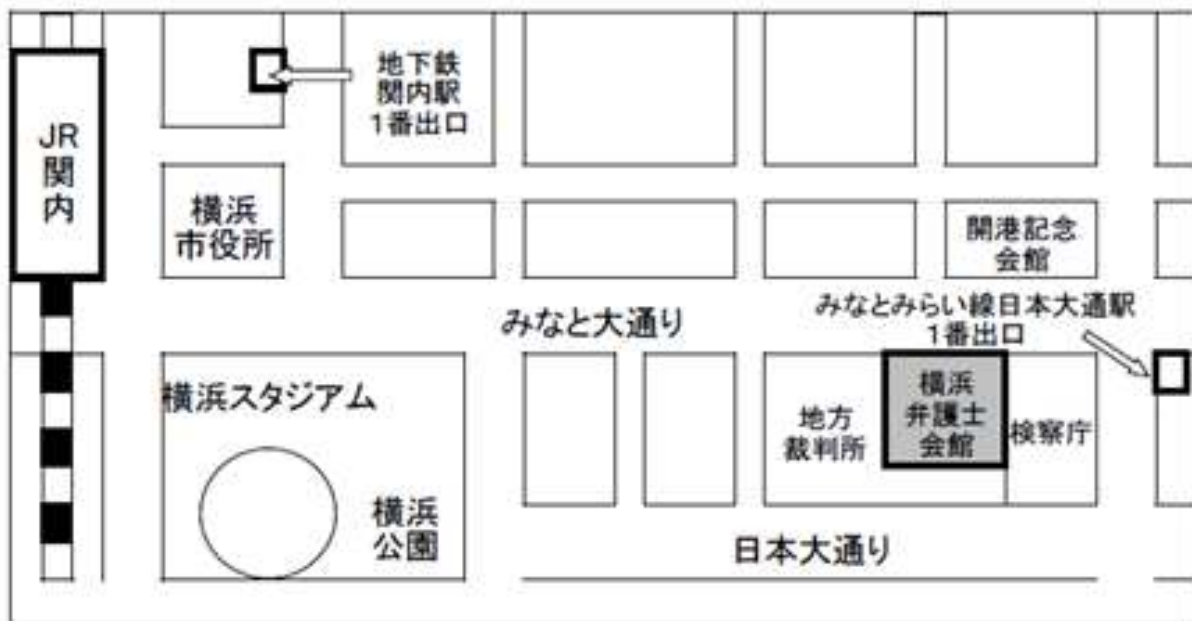 地下鉄
関内駅
1番出口
JR
関
内
横浜
市役所
開港記念
会館
みなと大通り
みなとみらい線日本大通駅
1番出口
横浜スタジアム
横浜
公園
地方
裁判所
横浜
弁護士
会館
検察庁
日本大通り